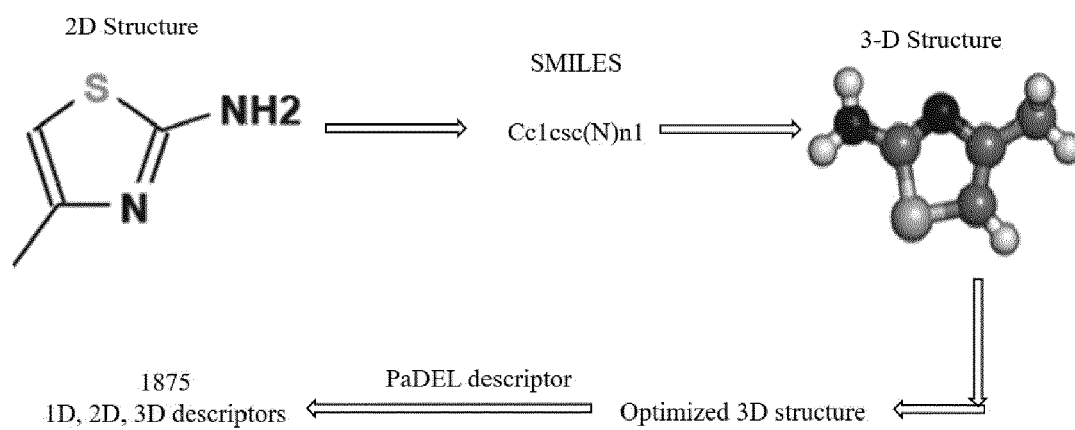 2D Structure
S
NH2
N
SMILES
Cc1csc(N)n1
3-D Structure
1875
1D, 2D, 3D descriptors
PaDEL descriptor
Optimized 3D structure